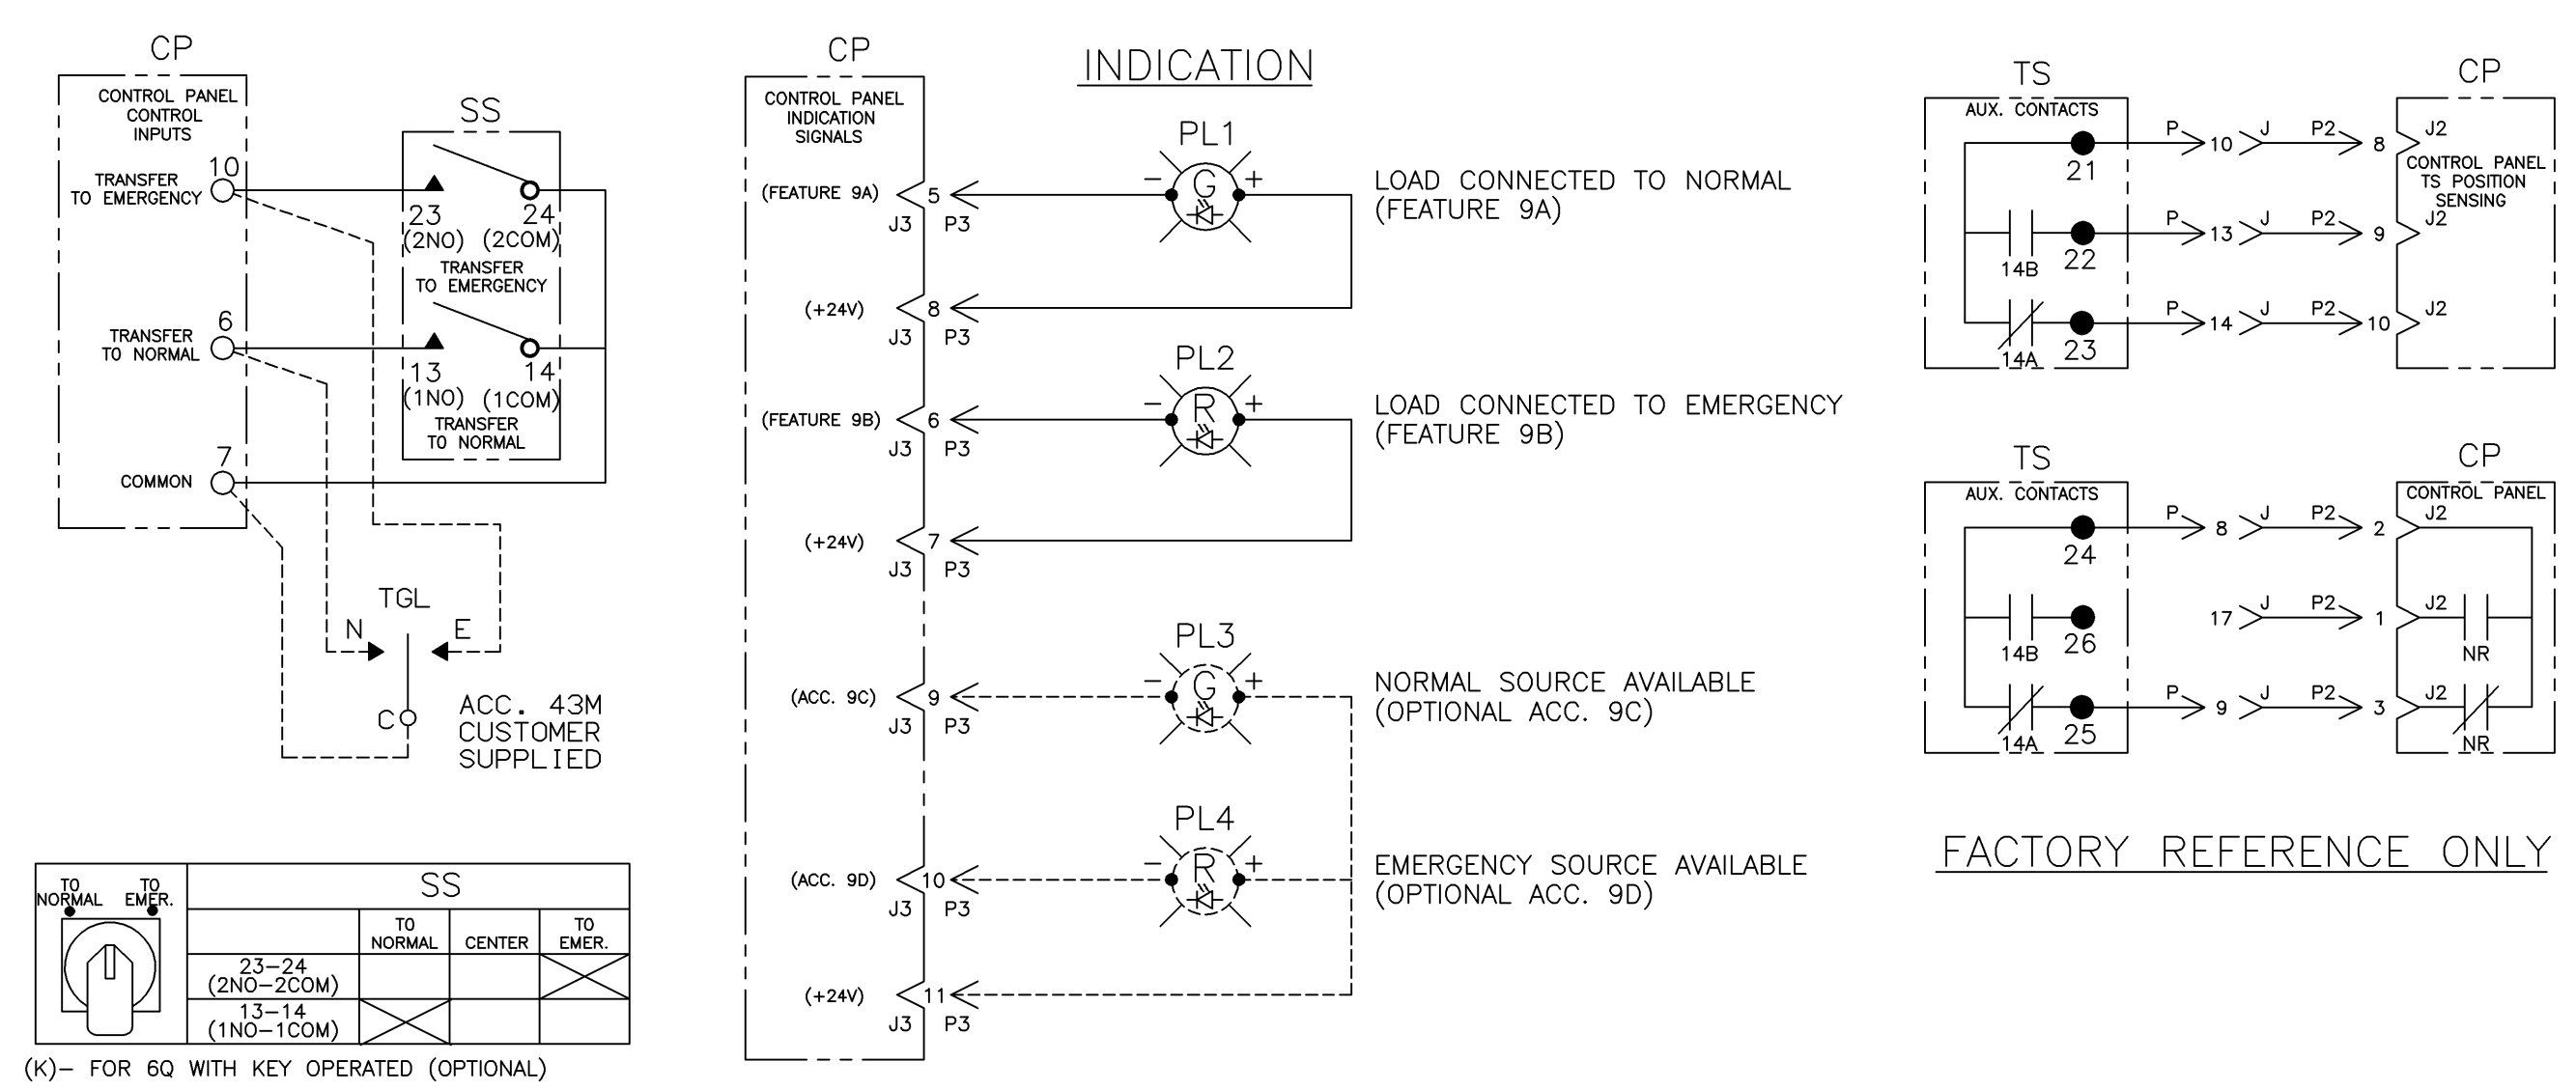 CP
CONTROL PANEL
CONTROL
INPUTS
TRANSFER
TO EMERGENCY
10
TRANSFER
TO NORMAL
6
COMMON
7
SS
23
24
(2NO)
(2COM)
TRANSFER
TO EMERGENCY
13
14
(1NO)
(1COM)
TRANSFER
TO NORMAL
TGL
N
E
C
ACC. 43M
CUSTOMER
SUPPLIED
TO
NORMAL
TO
EMER.
SS
TO
NORMAL
CENTER
TO
EMER.
23-24
(2NO-2COM)
13-14
(1NO-1COM)
(K)- FOR 6Q WITH KEY OPERATED (OPTIONAL)
INDICATION
CP
CONTROL PANEL
INDICATION
SIGNALS
PL1
(FEATURE 9A)
5
J3
P3
-
G
+
LOAD CONNECTED TO NORMAL
(FEATURE 9A)
(+24V)
8
J3
P3
PL2
(FEATURE 9B)
6
J3
P3
-
R
+
LOAD CONNECTED TO EMERGENCY
(FEATURE 9B)
(+24V)
7
J3
P3
PL3
(ACC. 9C)
9
J3
P3
-
G
+
NORMAL SOURCE AVAILABLE
(OPTIONAL ACC. 9C)
PL4
(ACC. 9D)
10
J3
P3
-
R
+
EMERGENCY SOURCE AVAILABLE
(OPTIONAL ACC. 9D)
(+24V)
11
J3
P3
TS
AUX. CONTACTS
CP
21
P
10
J
P2
8
J2
CONTROL PANEL
TS POSITION
SENSING
14B
22
P
13
J
P2
9
J2
14A
23
P
14
J
P2
10
J2
TS
AUX. CONTACTS
CP
CONTROL PANEL
24
P
8
J
P2
2
J2
14B
26
17
J
P2
1
J2
NR
14A
25
P
9
J
P2
3
J2
NR
FACTORY REFERENCE ONLY